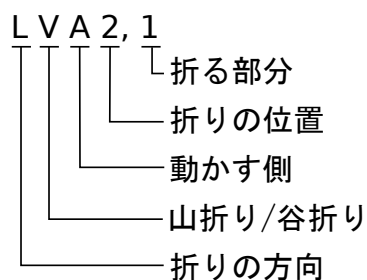 LVA2,1
折る部分
折りの位置
動かす側
山折り/谷折り
折りの方向